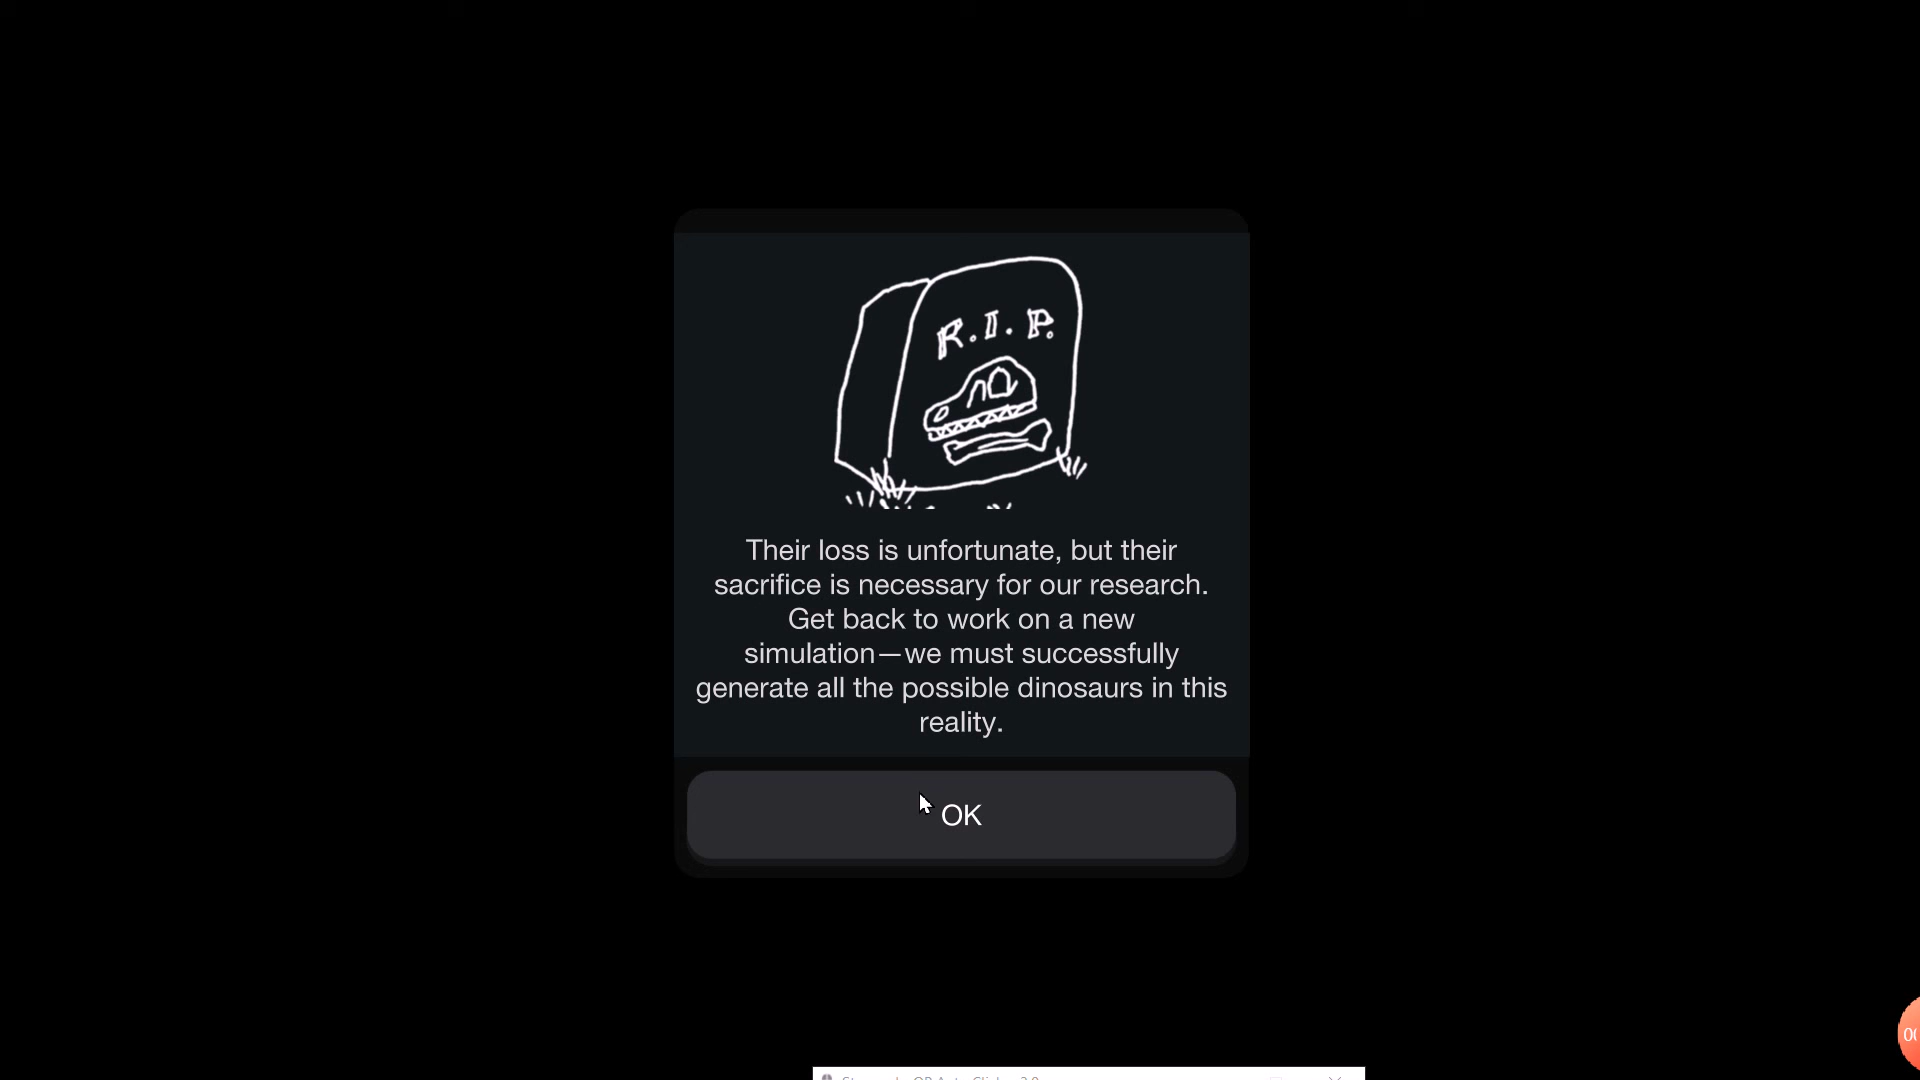 R.I.P.
Their loss is unfortunate, but their
sacrifice is necessary for our research.
Get back to work on a new
simulation—we must successfully
generate all the possible dinosaurs in this
reality.
OK